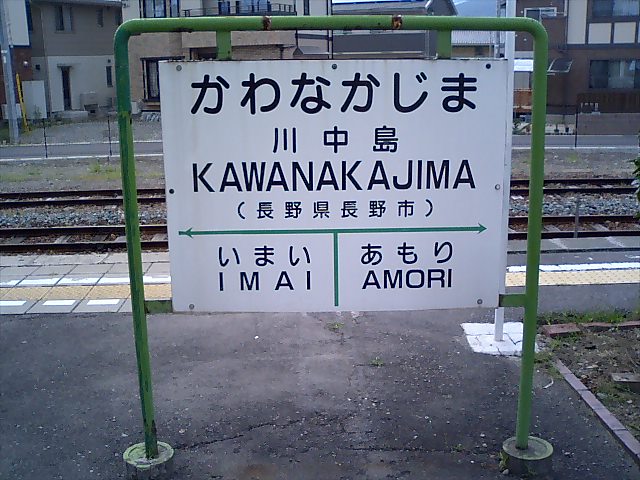 かわなかじま
川中島
KAWANAKAJIMA
(長野県長野市)
いまい あもり
IMAI AMORI